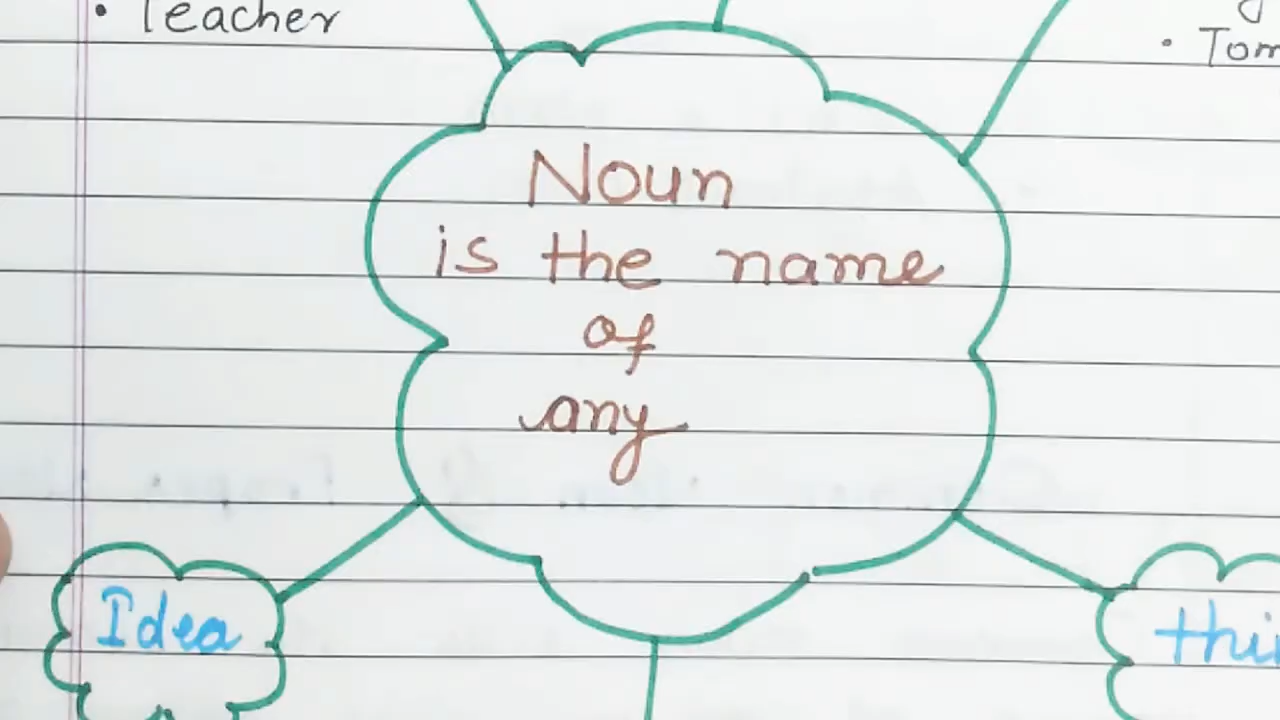 • Teacher
• Tom
Noun
is the name
of
any
Idea
thi